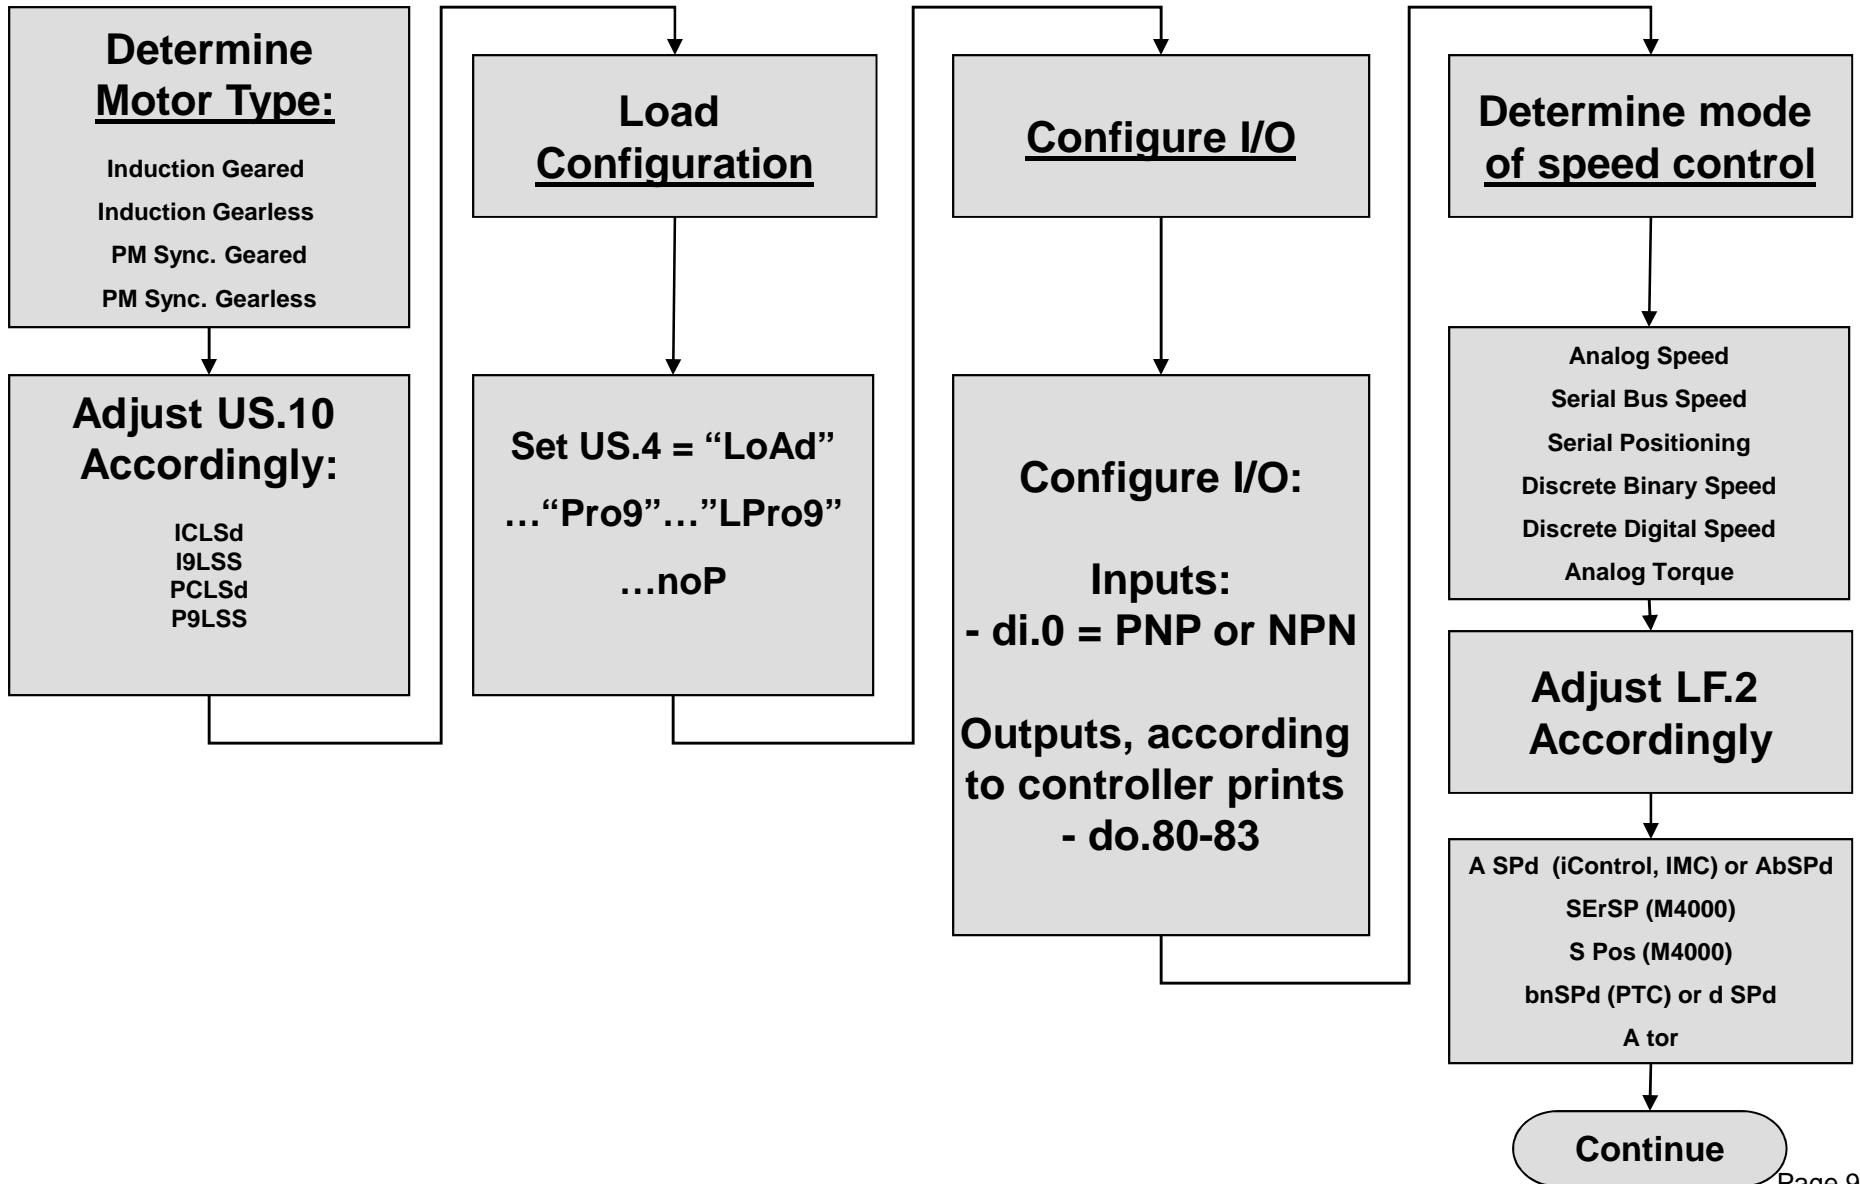 Determine
Motor Type:
Induction Geared
Induction Gearless
PM Sync. Geared
PM Sync. Gearless
Adjust US.10
Accordingly:
ICLSd
I9LSS
PCLSd
P9LSS
Load
Configuration
Set US.4 = “LoAd”
…“Pro9”…”LPro9”
…noP
Configure I/O
Configure I/O:
Inputs:
- di.0 = PNP or NPN
Outputs, according
to controller prints
- do.80-83
Determine mode
of speed control
Analog Speed
Serial Bus Speed
Serial Positioning
Discrete Binary Speed
Discrete Digital Speed
Analog Torque
Adjust LF.2
Accordingly
A SPd (iControl, IMC) or AbSPd
SErSP (M4000)
S Pos (M4000)
bnSPd (PTC) or d SPd
A tor
Continue
Page 9